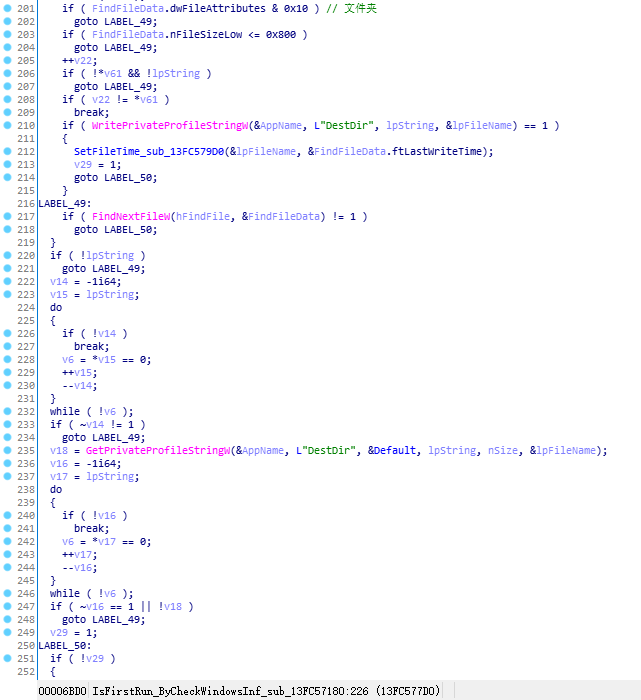 201 if ( FindFileData.dwFileAttributes & 0x10 ) // 文件夹
202 goto LABEL_49;
203 if ( FindFileData.nFileSizeLow <= 0x800 )
204 goto LABEL_49;
205 ++v22;
206 if ( !*v61 && !lpString )
207 goto LABEL_49;
208 if ( v22 != *v61 )
209 break;
210 if ( WritePrivateProfileStringW(&AppName, L"DestDir", lpString, &lpFileName) == 1 )
211 {
212 SetFileTime_sub_13FC579D0(&lpFileName, &FindFileData.ftLastWriteTime);
213 v29 = 1;
214 goto LABEL_50;
215 }
216 LABEL_49:
217 if ( FindNextFileW(hFindFile, &FindFileData) != 1 )
218 goto LABEL_50;
219 }
220 if ( !lpString )
221 goto LABEL_49;
222 v14 = -1i64;
223 v15 = lpString;
224 do
225 {
226 if ( !v14 )
227 break;
228 v6 = *v15 == 0;
229 ++v15;
230 --v14;
231 }
232 while ( !v6 );
233 if ( ~v14 != 1 )
234 goto LABEL_49;
235 v18 = GetPrivateProfileStringW(&AppName, L"DestDir", &Default, lpString, nSize, &lpFileName);
236 v16 = -1i64;
237 v17 = lpString;
238 do
239 {
240 if ( !v16 )
241 break;
242 v6 = *v17 == 0;
243 ++v17;
244 --v16;
245 }
246 while ( !v6 );
247 if ( ~v16 == 1 || !v18 )
248 goto LABEL_49;
249 v29 = 1;
250 LABEL_50:
251 if ( !v29 )
252 {
00006BD0 IsFirstRun_ByCheckWindowsInf_sub_13FC57180:226 (13FC577D0)